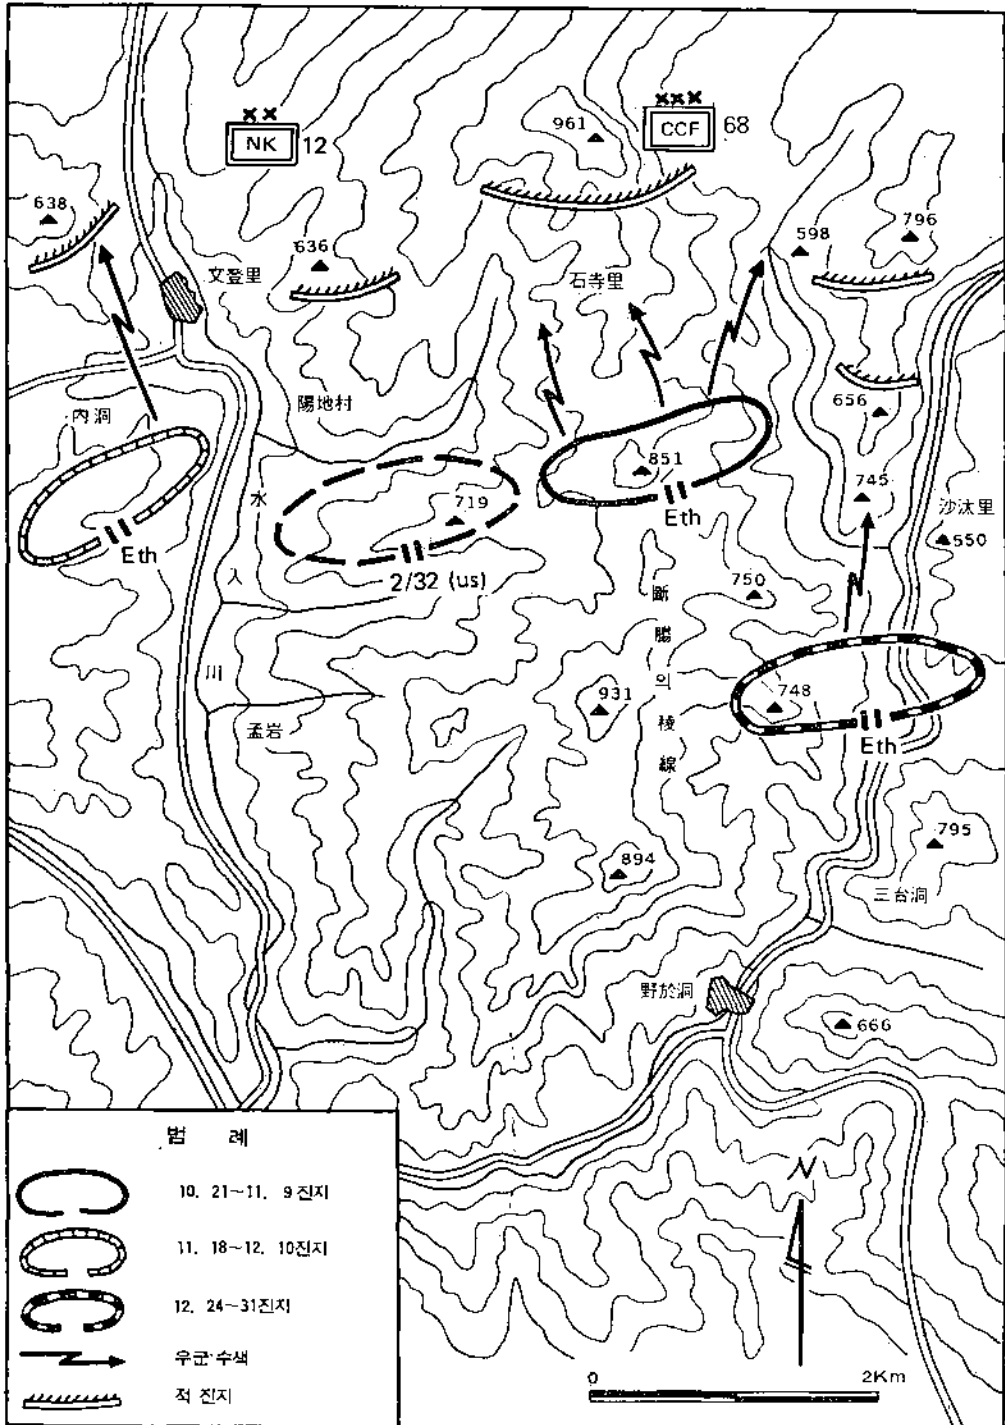 NK 12
961
CCF 68
638
636
598
796
文登里
石寺里
656
內洞
陽地村
851
Eth
745
沙汰里
550
719
2/32 (us)
Eth
水
入
川
750
斷
膓
의
稜
線
931
748
Eth
孟岩
795
894
三台洞
野於洞
666
범 례
10. 21~11. 9진지
11. 18~12. 10진지
12. 24~31진지
우군 수색
적 진지
N
0 2Km